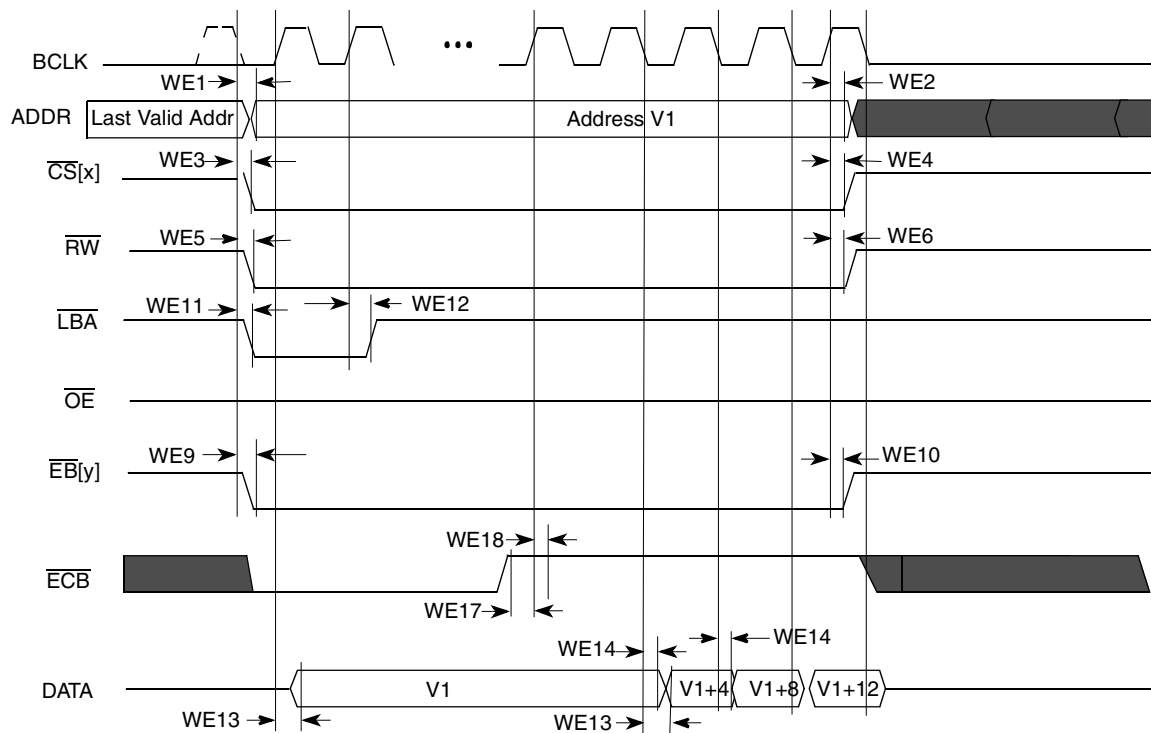 BCLK
•••
WE1
WE2
ADDR
Last Valid Addr
Address V1
WE3
WE4
CS[x]
WE5
WE6
RW
WE11
WE12
LBA
OE
WE9
WE10
EB[y]
WE18
ECB
WE17
WE14
WE14
DATA
V1
V1+4
V1+8
V1+12
WE13
WE13